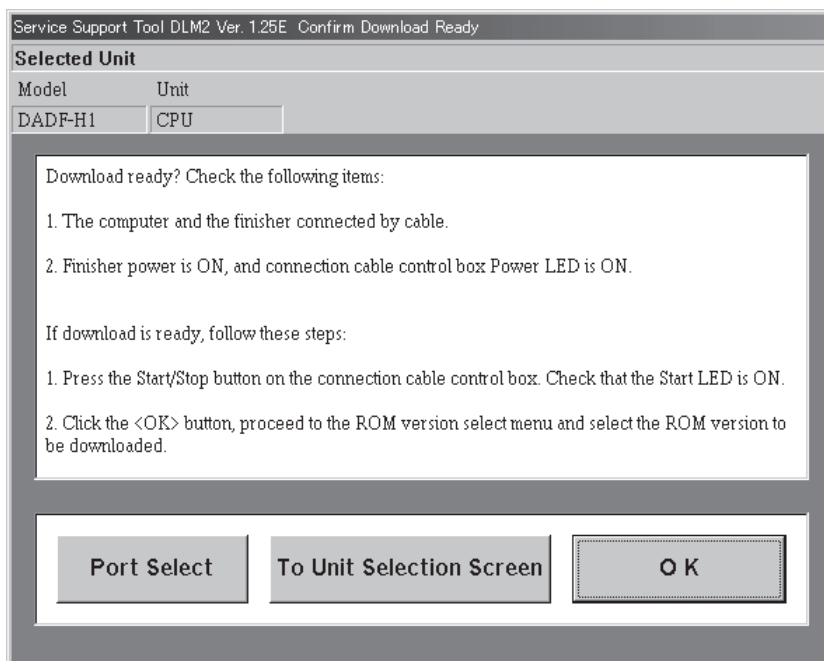 Service Support Tool DLM2 Ver. 1.25E  Confirm Download Ready
Selected Unit
Model Unit
DADF-H1 CPU
Download ready? Check the following items:
1. The computer and the finisher connected by cable.
2. Finisher power is ON, and connection cable control box Power LED is ON.
If download is ready, follow these steps:
1. Press the Start/Stop button on the connection cable control box. Check that the Start LED is ON.
2. Click the <OK> button, proceed to the ROM version select menu and select the ROM version to
be downloaded.
Port Select To Unit Selection Screen O K